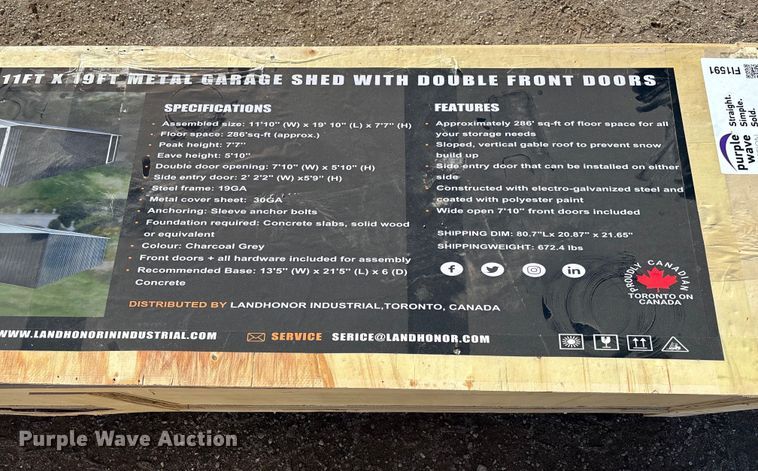 11FT X 19FT METAL GARAGE SHED WITH DOUBLE FRONT DOORS
SPECIFICATIONS
• Assembled size: 11'10" (W) x 19' 10" (L) x 7'7" (H)
• Floor space: 286'sq-ft (approx.)
• Peak height: 7'7"
• Eave height: 5'10"
• Double door opening: 7'10" (W) x 5'10" (H)
• Side entry door: 2' 2'2" (W) x5'9" (H)
• Steel frame: 19GA
• Metal cover sheet: 30GA
• Anchoring: Sleeve anchor bolts
• Foundation required: Concrete slabs, solid wood
or equivalent
• Colour: Charcoal Grey
• Front doors + all hardware included for assembly
• Recommended Base: 13'5" (W) x 21'5" (L) x 6 (D)
Concrete
FEATURES
• Approximately 286' sq-ft of floor space for all
your storage needs
• Sloped, vertical gable roof to prevent snow
build up
• Side entry door that can be installed on either
side
• Constructed with electro-galvanized steel and
coated with polyester paint
• Wide open 7'10" front doors included
SHIPPING DIM: 80.7"Lx 20.87" x 21.65"
SHIPPINGWEIGHT: 672.4 lbs
PROUDLY CANADIAN
TORONTO ON
CANADA
DISTRIBUTED BY LANDHONOR INDUSTRIAL,TORONTO, CANADA
WWW.LANDHONORININDUSTRIAL.COM
SERVICE SERICE@LANDHONOR.COM
FI1591
purple
wave
Straight.
Simple.
Sold.
Purple Wave Auction